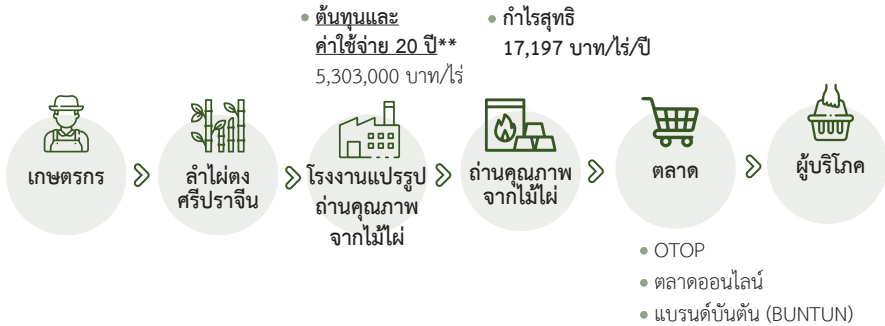 • ต้นทุนและ
ค่าใช้จ่าย 20 ปี**
5,303,000 บาท/ไร่
• กำไรสุทธิ
17,197 บาท/ไร่/ปี
เกษตรกร
ลำไผ่ตง
ศรีปราจีน
โรงงานแปรรูป
ถ่านคุณภาพ
จากไม้ไผ่
ถ่านคุณภาพ
จากไม้ไผ่
ตลาด
ผู้บริโภค
• OTOP
• ตลาดออนไลน์
• แบรนด์บันตัน (BUNTUN)